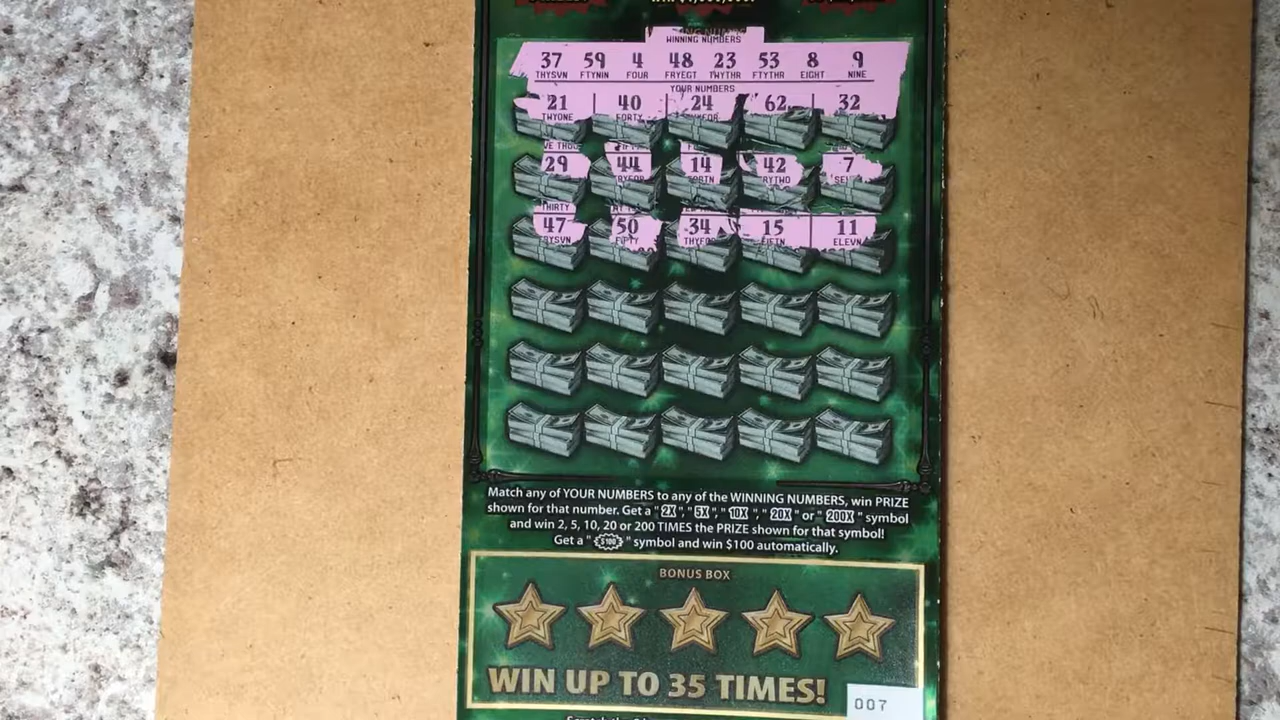 WINNING NUMBERS
37 59 4 48 23 53 8 9
THYSVN FTYNIN FOUR FRYEGT TWYTHR FTYTHR EIGHT NINE
YOUR NUMBERS
21 40 24 62 32
TWYONE FORTY
29 44 14 42 7
THIRTY
47 50 34 15 11
FIFTY ELEVN
Match any of YOUR NUMBERS to any of the WINNING NUMBERS, win PRIZE
shown for that number. Get a "2X", "5X", "10X", "20X" or "200X" symbol
and win 2, 5, 10, 20 or 200 TIMES the PRIZE shown for that symbol!
Get a "$100" symbol and win $100 automatically.
BONUS BOX
WIN UP TO 35 TIMES!
007